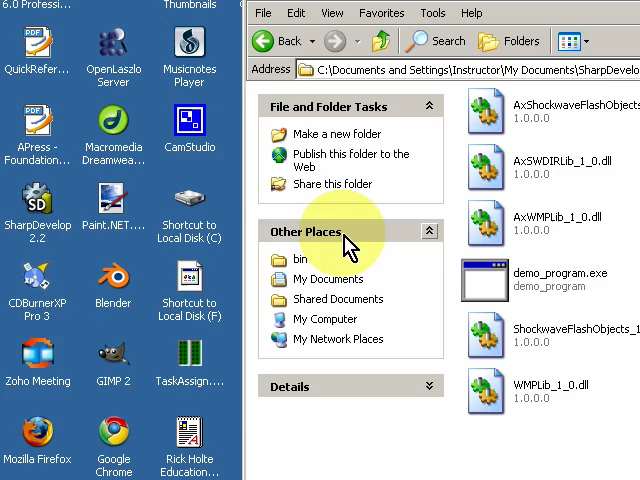 6.0 Professi...
Thumbnails
QuickRefer...
OpenLaszlo
Server
Musicnotes
Player
APress -
Foundation...
Macromedia
Dreamwea...
CamStudio
SharpDevelop
2.2
Paint.NET...
Shortcut to
Local Disk (C)
CDBurnerXP
Pro 3
Blender
Shortcut to
Local Disk (F)
Zoho Meeting
GIMP 2
TaskAssign....
Mozilla Firefox
Google
Chrome
Rick Holte
Education...
File Edit View Favorites Tools Help
Back Search Folders
Address C:\Documents and Settings\Instructor\My Documents\SharpDevelo
File and Folder Tasks
Make a new folder
Publish this folder to the
Web
Share this folder
Other Places
bin
My Documents
Shared Documents
My Computer
My Network Places
Details
AxShockwaveFlashObjects
1.0.0.0
AxSWDIRLib_1_0.dll
1.0.0.0
AxWMPLib_1_0.dll
1.0.0.0
demo_program.exe
demo_program
ShockwaveFlashObjects_1
1.0.0.0
WMPLib_1_0.dll
1.0.0.0